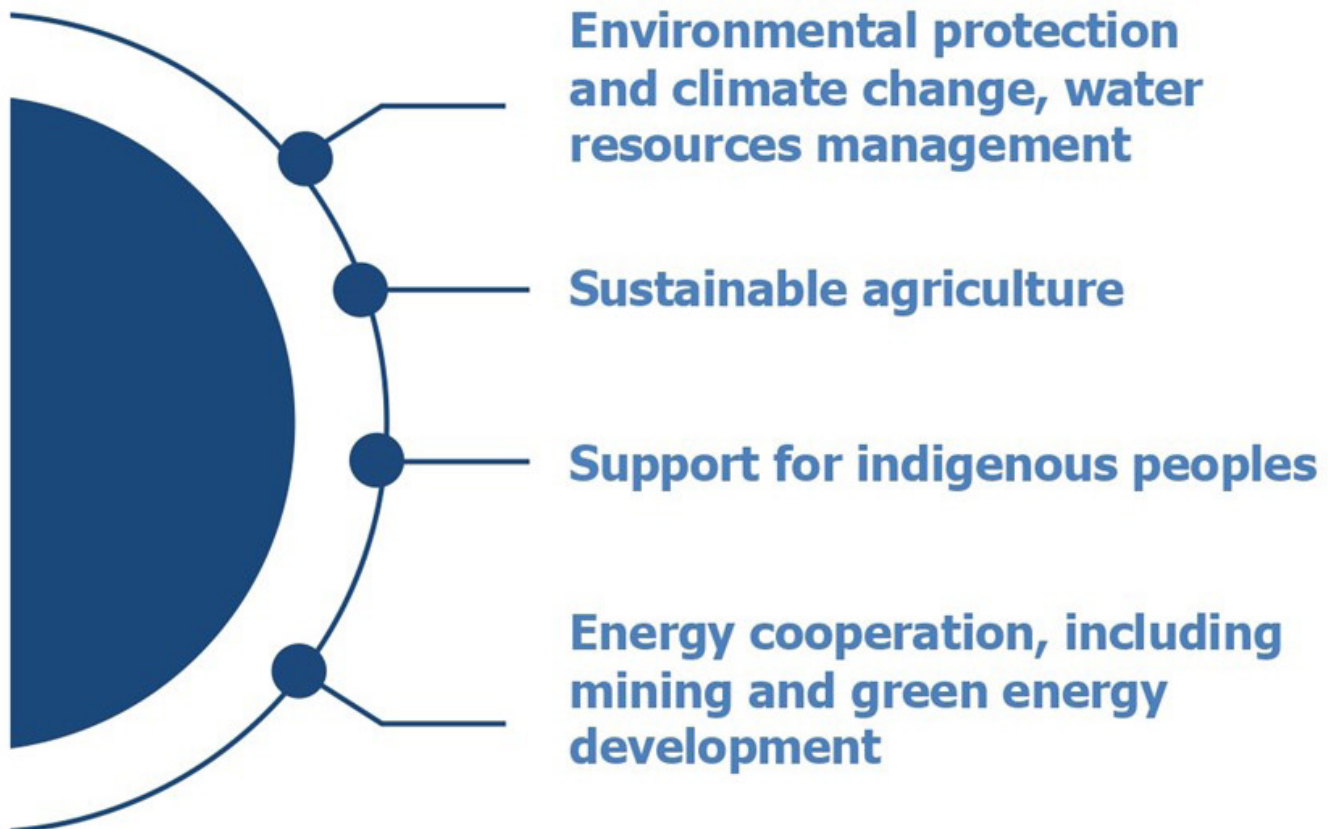 Environmental protection
and climate change, water
resources management
Sustainable agriculture
Support for indigenous peoples
Energy cooperation, including
mining and green energy
development